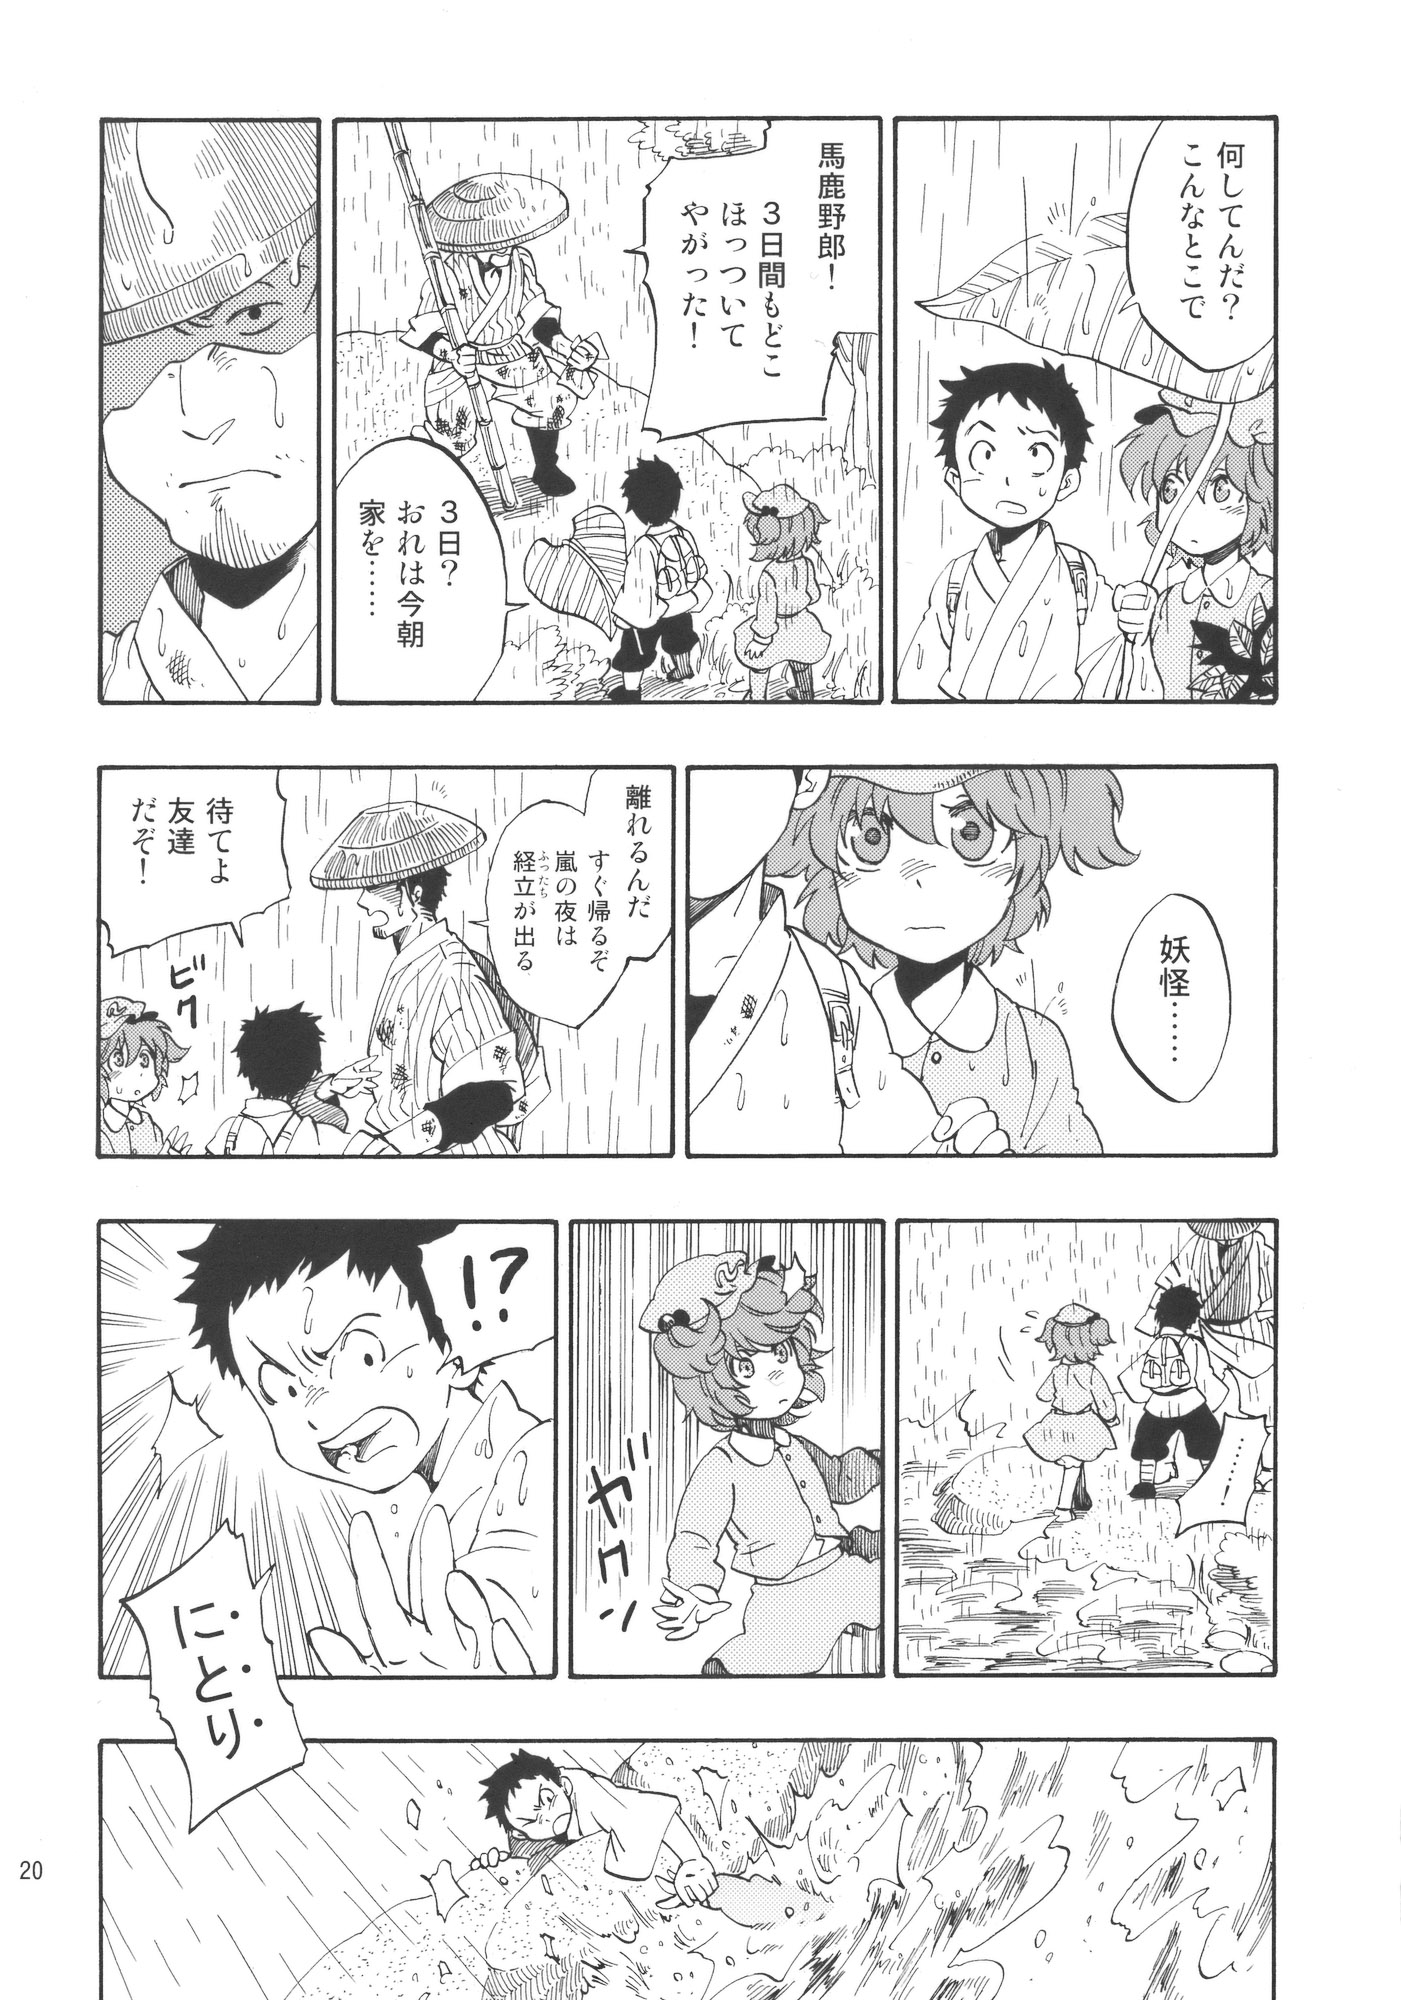 何してんだ？
こんなとこで
馬鹿野郎！
３日間もどこ
ほっついて
やがった！
３日？
おれは今朝
家を……
妖怪……
離れるんだ
すぐ帰るぞ
嵐の夜は
経立が出る
ふったち
待てよ
友達
だぞ！
ビク
……！
ガクン
!?
にとり
20